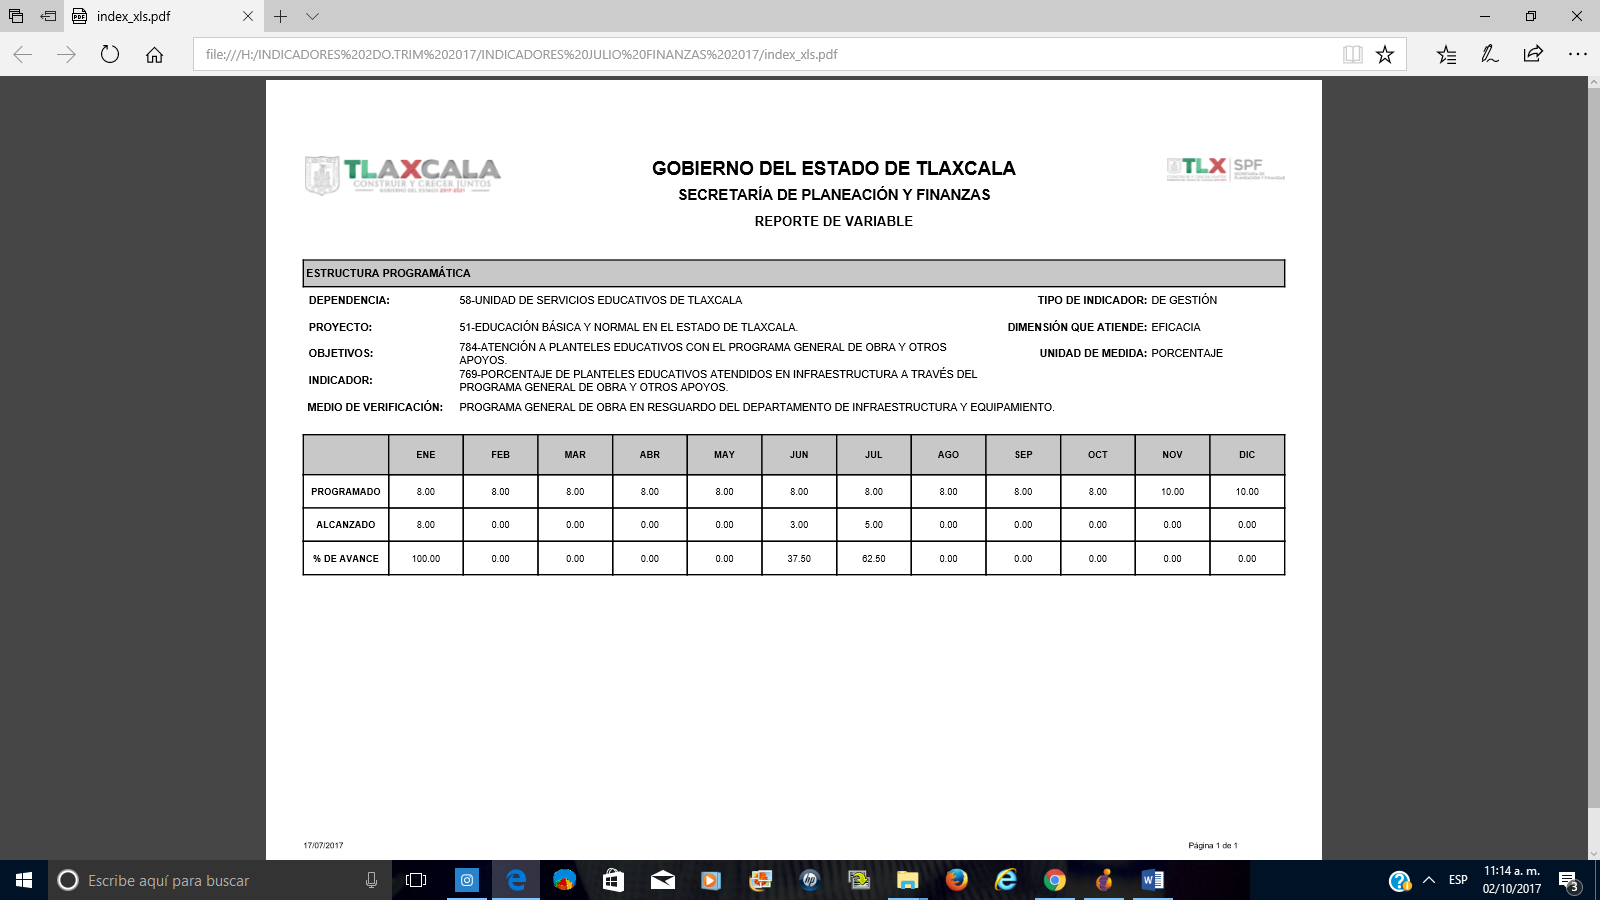 index_xls.pdf
file:///H:/INDICADORES%202DO.TRIM%202017/INDICADORES%20JULIO%20FINANZAS%202017/index_xls.pdf
TLAXCALA
CONSTRUIR Y CRECER JUNTOS
GOBIERNO DEL ESTADO 2017-2021
GOBIERNO DEL ESTADO DE TLAXCALA
SECRETARÍA DE PLANEACIÓN Y FINANZAS
REPORTE DE VARIABLE
TLX SPF
ESTRUCTURA PROGRAMÁTICA
DEPENDENCIA: 58-UNIDAD DE SERVICIOS EDUCATIVOS DE TLAXCALA TIPO DE INDICADOR: DE GESTIÓN
PROYECTO: 51-EDUCACIÓN BÁSICA Y NORMAL EN EL ESTADO DE TLAXCALA. DIMENSIÓN QUE ATIENDE: EFICACIA
OBJETIVOS: 784-ATENCIÓN A PLANTELES EDUCATIVOS CON EL PROGRAMA GENERAL DE OBRA Y OTROS
APOYOS. UNIDAD DE MEDIDA: PORCENTAJE
INDICADOR: 769-PORCENTAJE DE PLANTELES EDUCATIVOS ATENDIDOS EN INFRAESTRUCTURA A TRAVÉS DEL
PROGRAMA GENERAL DE OBRA Y OTROS APOYOS.
MEDIO DE VERIFICACIÓN: PROGRAMA GENERAL DE OBRA EN RESGUARDO DEL DEPARTAMENTO DE INFRAESTRUCTURA Y EQUIPAMIENTO.
ENE FEB MAR ABR MAY JUN JUL AGO SEP OCT NOV DIC
PROGRAMADO 8.00 8.00 8.00 8.00 8.00 8.00 8.00 8.00 8.00 8.00 10.00 10.00
ALCANZADO 8.00 0.00 0.00 0.00 0.00 3.00 5.00 0.00 0.00 0.00 0.00 0.00
% DE AVANCE 100.00 0.00 0.00 0.00 0.00 37.50 62.50 0.00 0.00 0.00 0.00 0.00
17/07/2017 Página 1 de 1
Escribe aquí para buscar
ESP
11:14 a. m.
02/10/2017
3